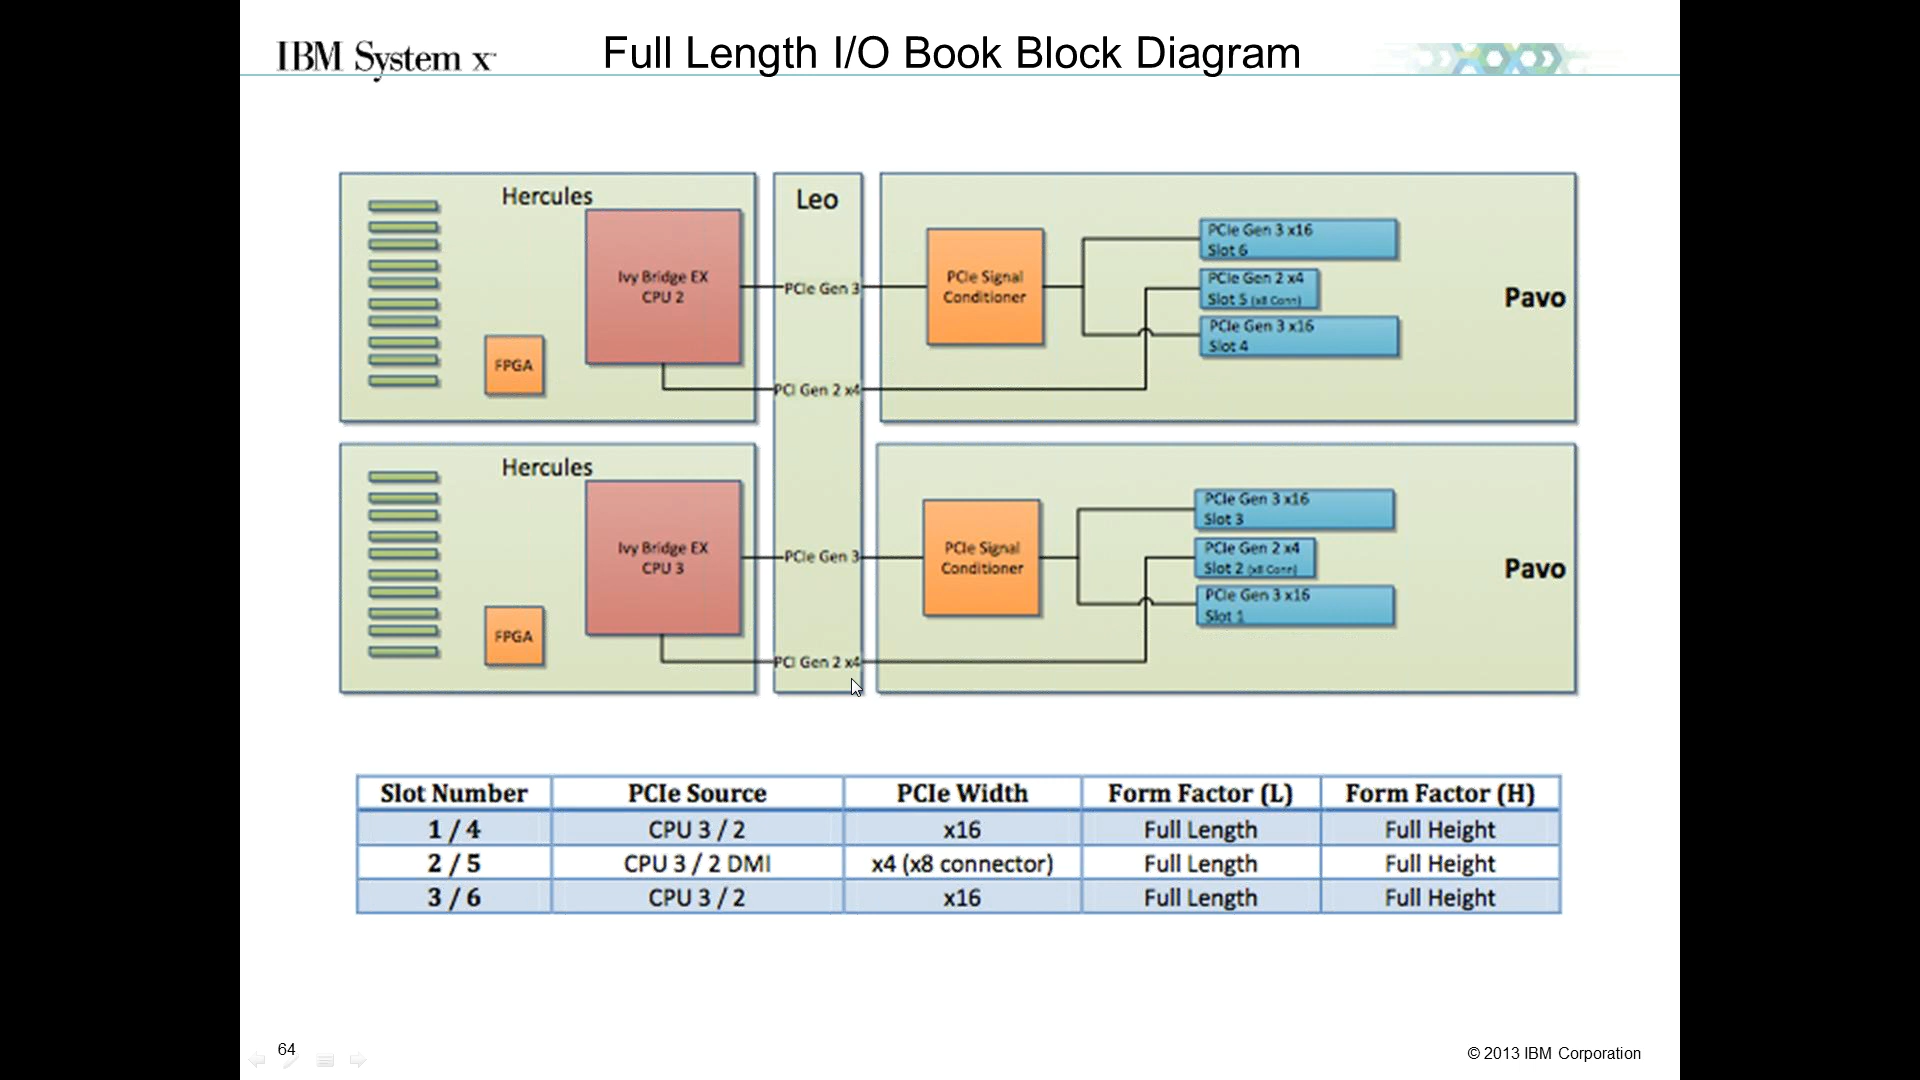 IBM System x
Full Length I/O Book Block Diagram
Hercules
Ivy Bridge EX
CPU 2
FPGA
Leo
PCIe Gen 3
PCI Gen 2 x4
PCIe Signal
Conditioner
PCIe Gen 3 x16
Slot 6
PCIe Gen 2 x4
Slot 5 (x8 Conn)
PCIe Gen 3 x16
Slot 4
Pavo
Hercules
Ivy Bridge EX
CPU 3
FPGA
PCIe Gen 3
PCI Gen 2 x4
PCIe Signal
Conditioner
PCIe Gen 3 x16
Slot 3
PCIe Gen 2 x4
Slot 2 (x8 Conn)
PCIe Gen 3 x16
Slot 1
Pavo
Slot Number PCIe Source PCIe Width Form Factor (L) Form Factor (H)
1 / 4 CPU 3 / 2 x16 Full Length Full Height
2 / 5 CPU 3 / 2 DMI x4 (x8 connector) Full Length Full Height
3 / 6 CPU 3 / 2 x16 Full Length Full Height
64
© 2013 IBM Corporation